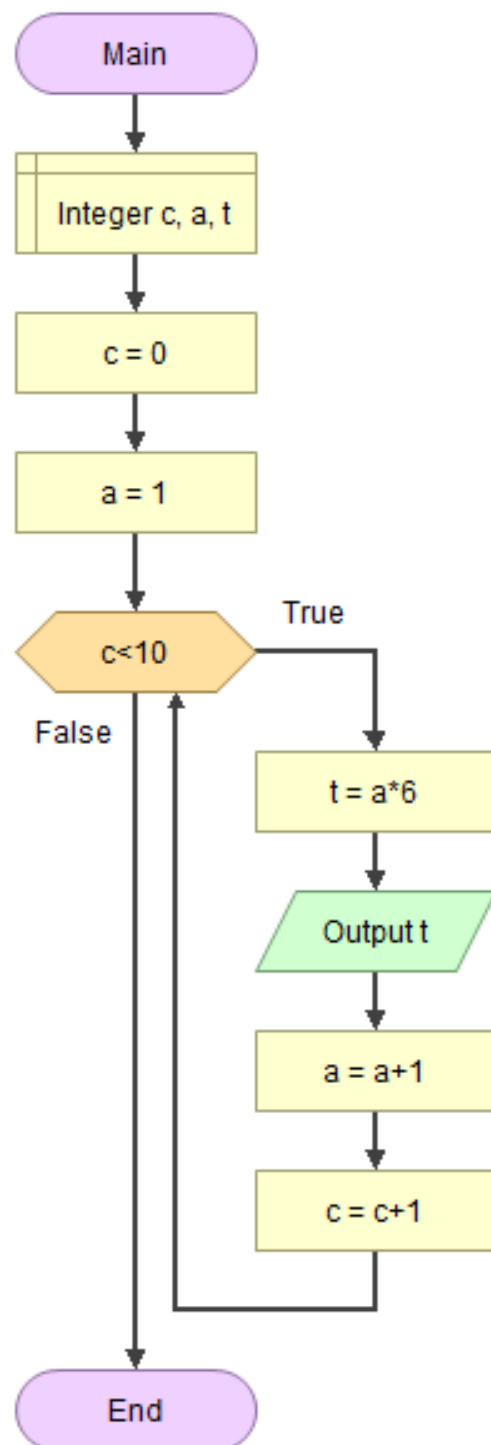 Main
Integer c, a, t
c = 0
a = 1
c<10
True
False
t = a*6
Output t
a = a+1
c = c+1
End